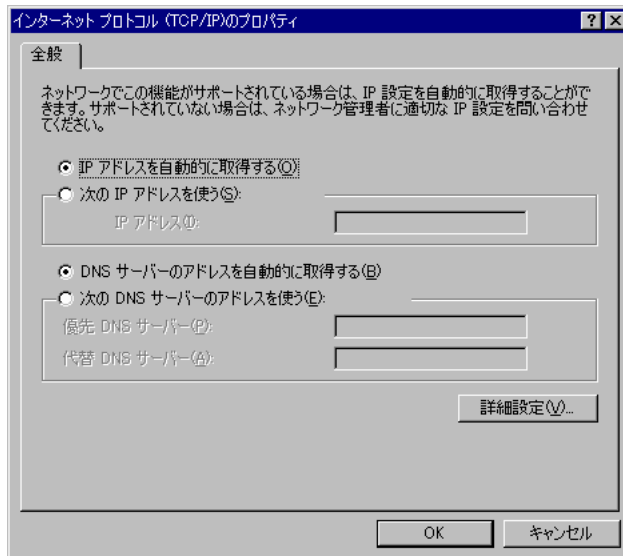 インターネット プロトコル (TCP/IP)のプロパティ
全般
ネットワークでこの機能がサポートされている場合は、IP 設定を自動的に取得することがで
きます。サポートされていない場合は、ネットワーク管理者に適切な IP 設定を問い合わせ
てください。
IP アドレスを自動的に取得する(O)
次の IP アドレスを使う(S):
IP アドレス(I):
DNS サーバーのアドレスを自動的に取得する(B)
次の DNS サーバーのアドレスを使う(E):
優先 DNS サーバー(P):
代替 DNS サーバー(A):
詳細設定(V)...
OK
キャンセル